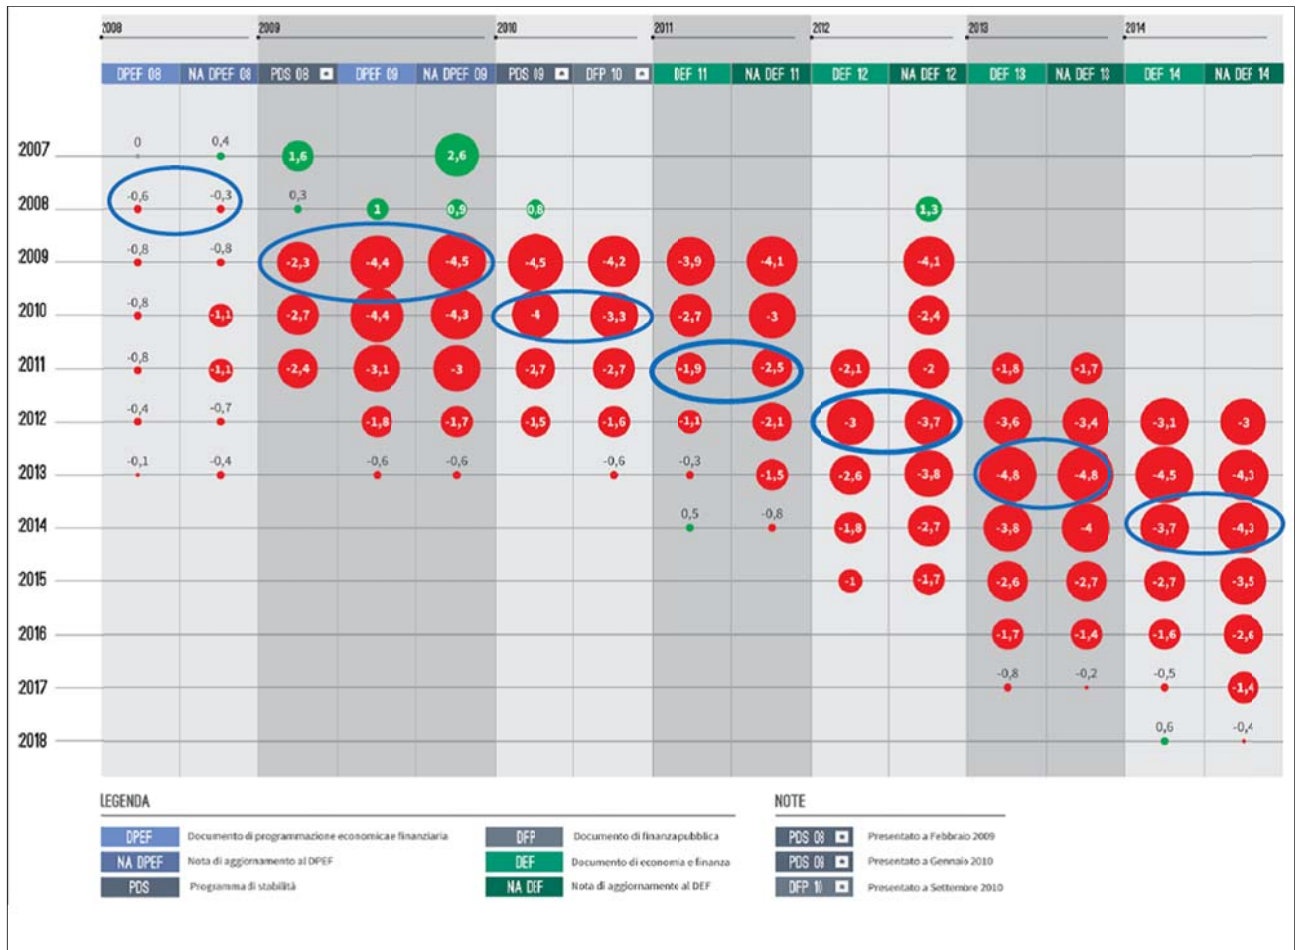 2008 2009 2010 2011 2012 2013 2014
DPEF 08 NA DPEF 08 PDS 08 DPEF 09 NA DPEF 09 PDS 09 DFP 10 DEF 11 NA DEF 11 DEF 12 NA DEF 12 DEF 13 NA DEF 13 DEF 14 NA DEF 14
2007 0 0,4 1,6 2,6
2008 -0,6 -0,3 0,3 1 0,9 0,8 1,3
2009 -0,8 -0,8 -2,3 -4,4 -4,5 -4,5 -4,2 -3,9 -4,1 -4,1
2010 -0,8 -1,1 -2,7 -4,4 -4,3 -4 -3,3 -2,7 -3 -2,4
2011 -0,8 -1,1 -2,4 -3,1 -3 -2,7 -2,7 -1,9 -2,5 -2,1 -2 -1,8 -1,7
2012 -0,4 -0,7 -1,8 -1,7 -1,5 -1,6 -1,1 -2,1 -3 -3,7 -3,6 -3,4 -3,1 -3
2013 -0,1 -0,4 -0,6 -0,6 -0,6 -0,3 -1,5 -2,6 -3,8 -4,8 -4,8 -4,5 -4,3
2014 0,5 -0,8 -1,8 -2,7 -3,8 -4 -3,7 -4,3
2015 -1 -1,7 -2,6 -2,7 -2,7 -3,5
2016 -1,7 -1,4 -1,6 -2,6
2017 -0,8 -0,2 -0,5 -1,4
2018 0,6 -0,4
LEGENDA
DPEF Documento di programmazione economica e finanziaria
NA DPEF Nota di aggiornamento al DPEF
PDS Programma di stabilità
DFP Documento di finanza pubblica
DEF Documento di economia e finanza
NA DEF Nota di aggiornamento al DEF
NOTE
PDS 08 Presentato a Febbraio 2009
PDS 09 Presentato a Gennaio 2010
DFP 10 Presentato a Settembre 2010